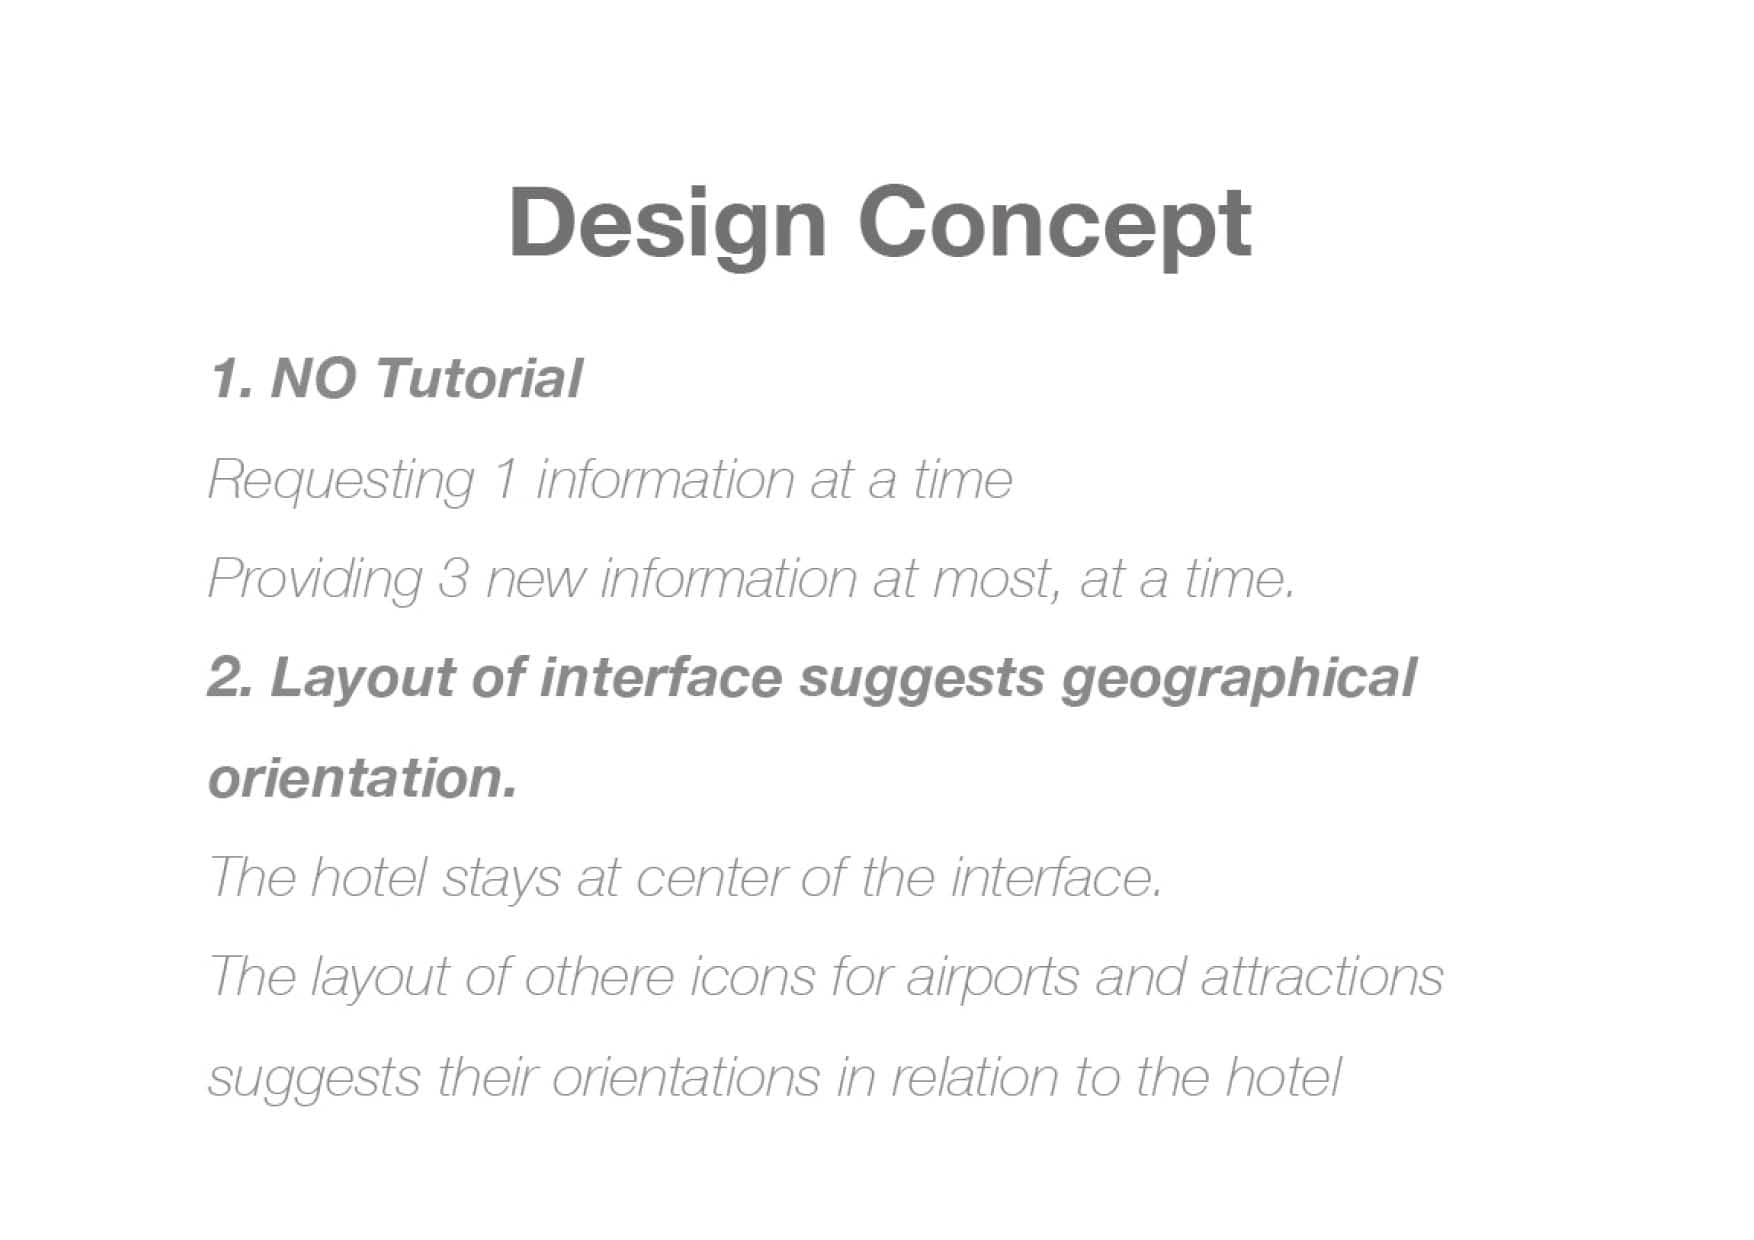 Design Concept
1. NO Tutorial
Requesting 1 information at a time
Providing 3 new information at most, at a time.
2. Layout of interface suggests geographical
orientation.
The hotel stays at center of the interface.
The layout of othere icons for airports and attractions
suggests their orientations in relation to the hotel